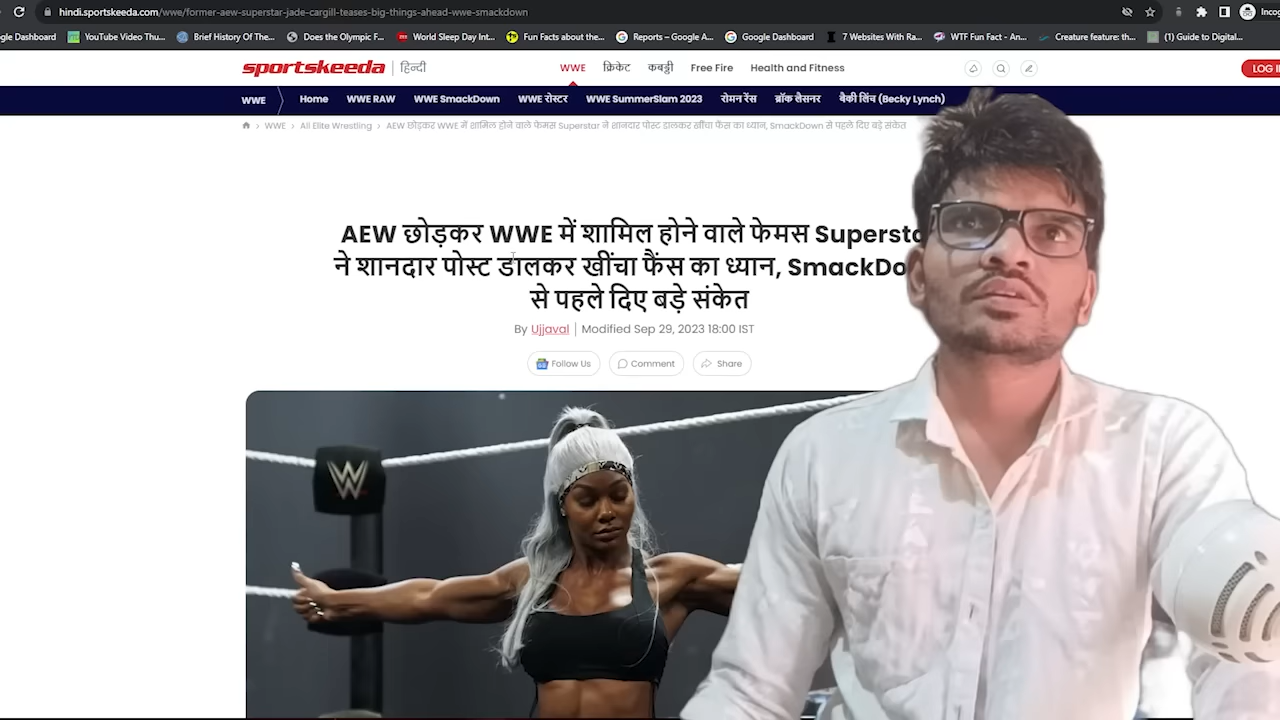 hindi.sportskeeda.com/wwe/former-aew-superstar-jade-cargill-teases-big-things-ahead-wwe-smackdown
gle Dashboard YouTube Video Thu... Brief History Of The... Does the Olympic F... World Sleep Day Int... Fun Facts about the... Reports – Google A... Google Dashboard 7 Websites With Ra... WTF Fun Fact - An... Creature feature: th... (1) Guide to Digital...
sportskeeda | हिन्दी WWE क्रिकेट कबड्डी Free Fire Health and Fitness LOG I
WWE Home WWE RAW WWE SmackDown WWE रोस्टर WWE SummerSlam 2023 रोमन रेंस ब्रॉक लैसनर बैकी लिंच (Becky Lynch)
WWE > All Elite Wrestling > AEW छोड़कर WWE में शामिल होने वाले फेमस Superstar ने शानदार पोस्ट डालकर खींचा फैंस का ध्यान, SmackDown से पहले दिए बड़े संकेत
AEW छोड़कर WWE में शामिल होने वाले फेमस Supersta
ने शानदार पोस्ट डालकर खींचा फैंस का ध्यान, SmackDo
से पहले दिए बड़े संकेत
By Ujjaval | Modified Sep 29, 2023 18:00 IST
Follow Us Comment Share
W